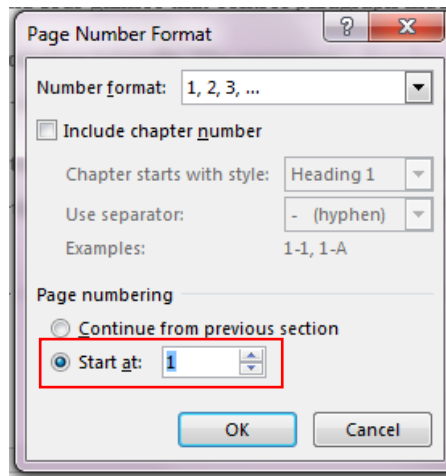 Page Number Format
Number format: 1, 2, 3, ...
Include chapter number
Chapter starts with style: Heading 1
Use separator: - (hyphen)
Examples: 1-1, 1-A
Page numbering
Continue from previous section
Start at: 1
OK Cancel